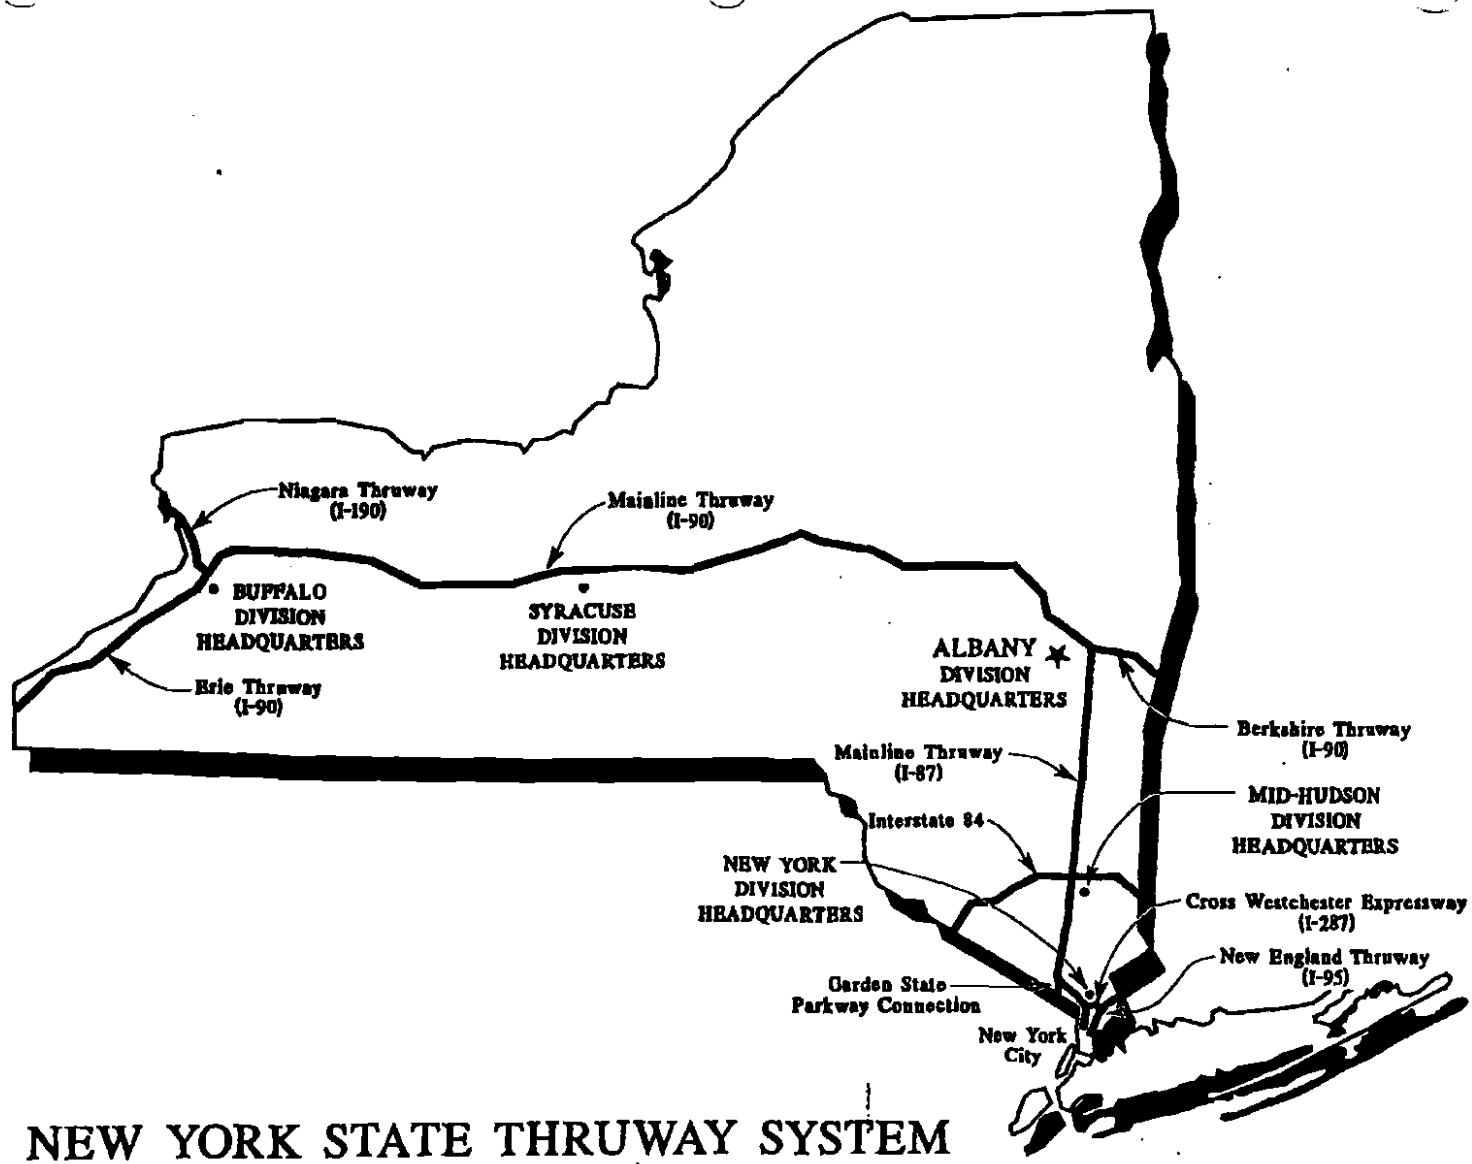 Niagara Thruway
(I-190)
Mainline Thruway
(I-90)
BUFFALO
DIVISION
HEADQUARTERS
SYRACUSE
DIVISION
HEADQUARTERS
Erie Thruway
(I-90)
ALBANY
DIVISION
HEADQUARTERS
Berkshire Thruway
(I-90)
Mainline Thruway
(I-87)
MID-HUDSON
DIVISION
HEADQUARTERS
Interstate 84
NEW YORK
DIVISION
HEADQUARTERS
Cross Westchester Expressway
(I-287)
New England Thruway
(I-95)
Garden State
Parkway Connection
New York
City
NEW YORK STATE THRUWAY SYSTEM